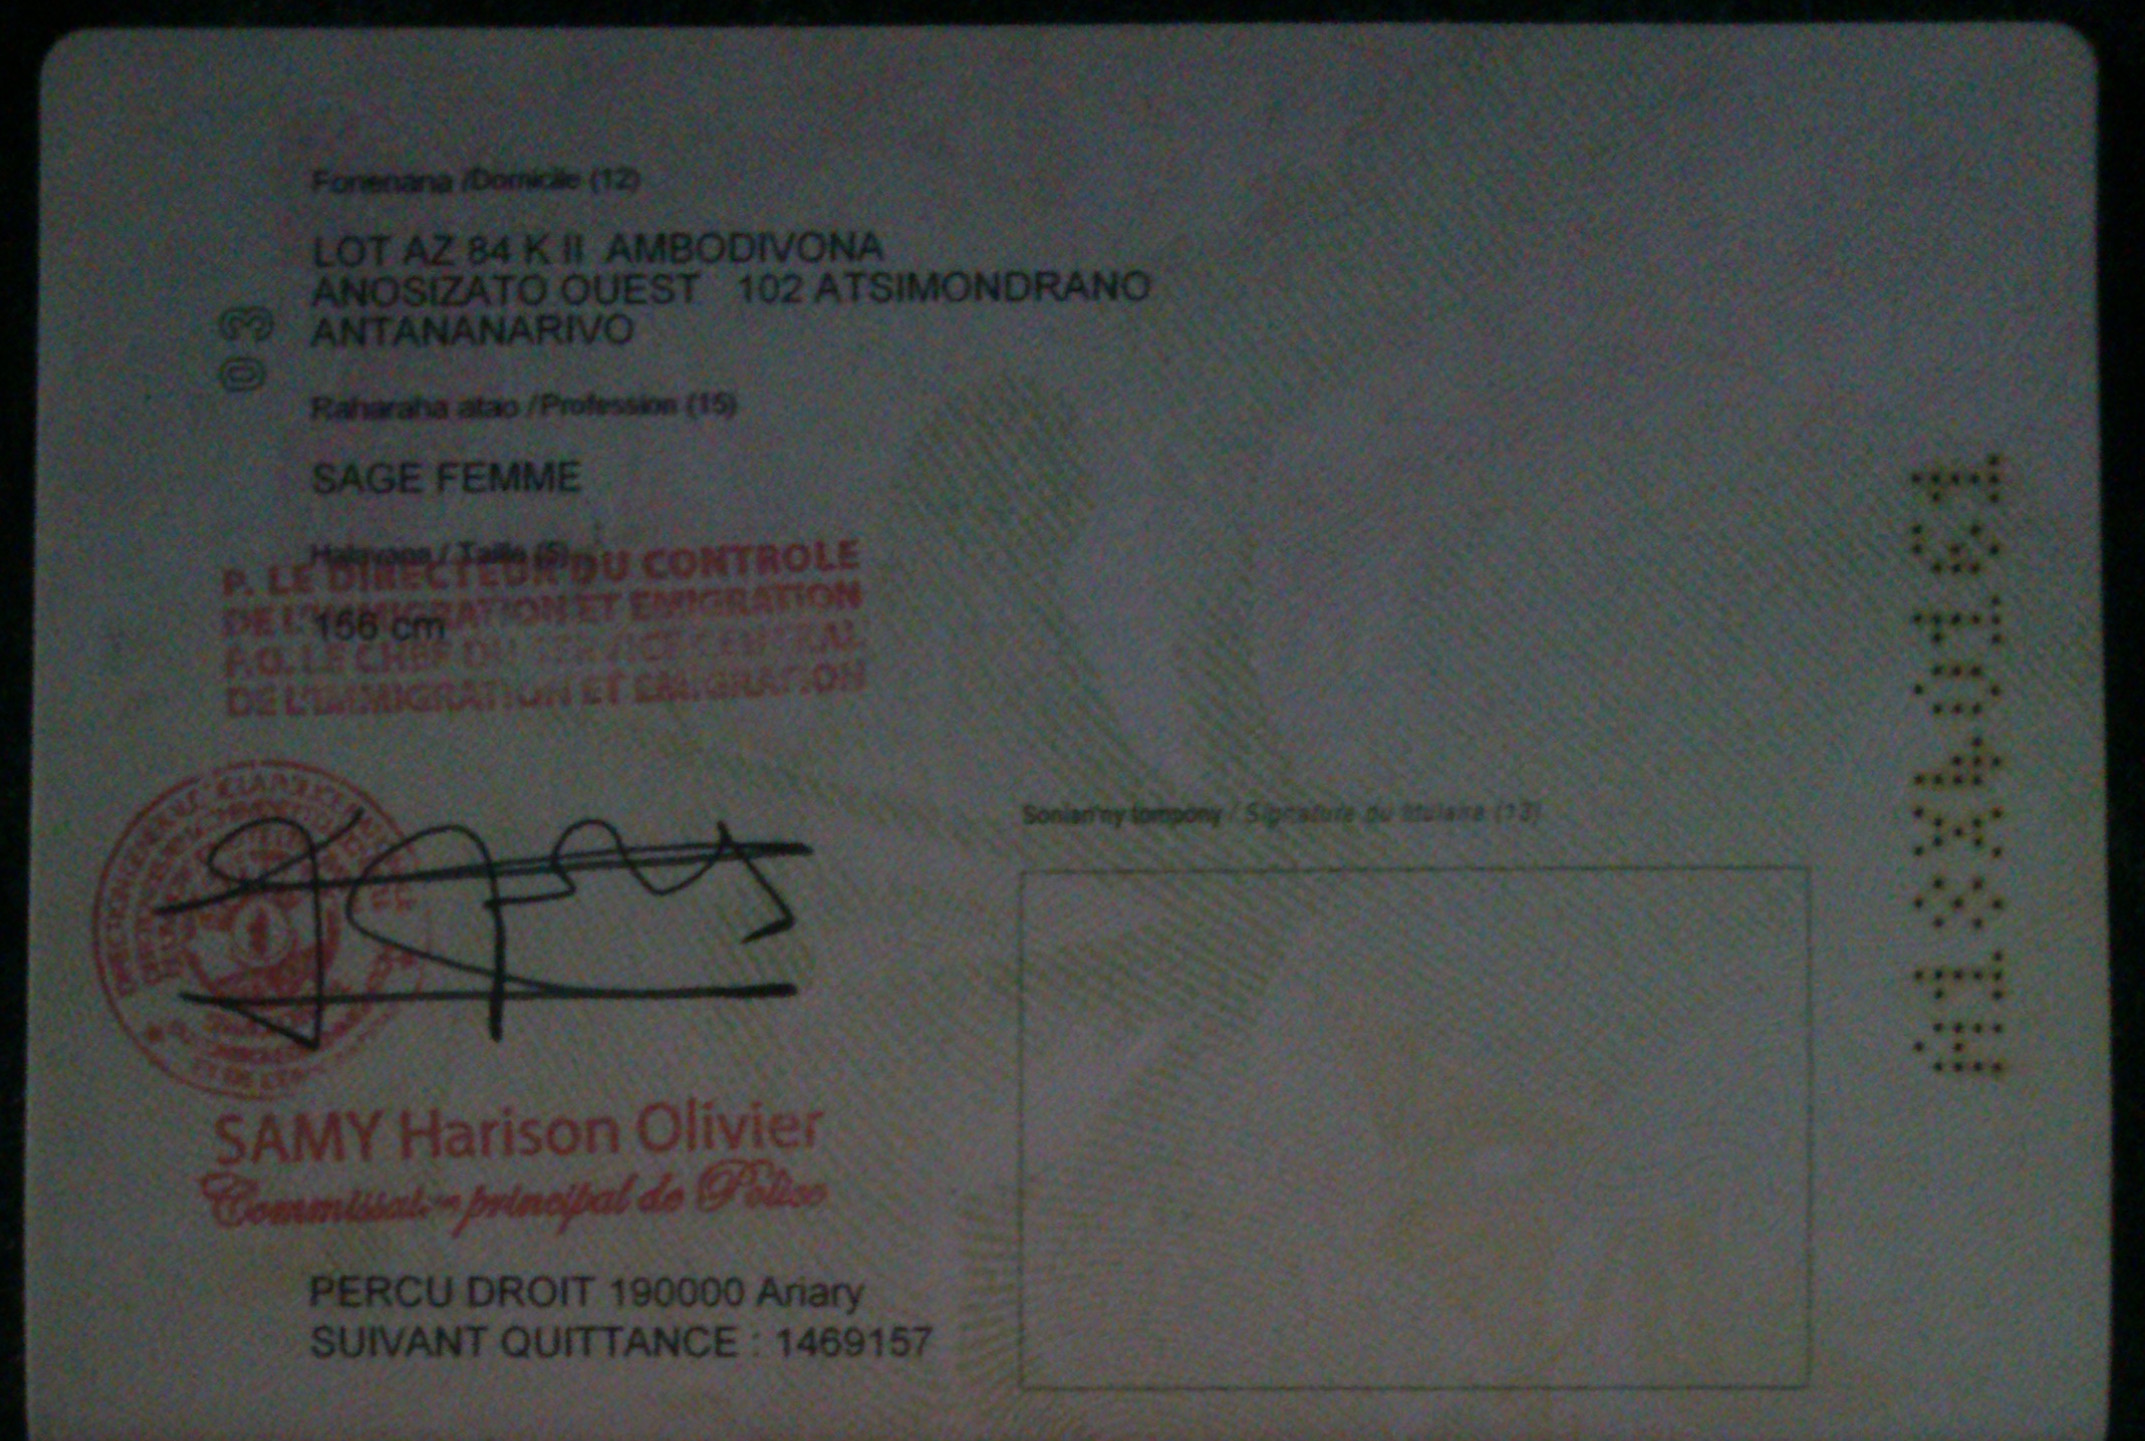 Fonenana /Domicile (12)
LOT AZ 84 K II AMBODIVONA
ANOSIZATO OUEST 102 ATSIMONDRANO
ANTANANARIVO
03
Raharaha atao /Profession (15)
SAGE FEMME
Halavana / Taille (5)
156 cm
P. LE DIRECTEUR DU CONTROLE
DE L'IMMIGRATION ET EMIGRATION
P.O. LE CHEF DU SERVICE CENTRAL
DE L'IMMIGRATION ET EMIGRATION
Sonian'ny tompony / Signature du titulaire (13)
SAMY Harison Olivier
Commissaire principal de Police
PERCU DROIT 190000 Ariary
SUIVANT QUITTANCE : 1469157